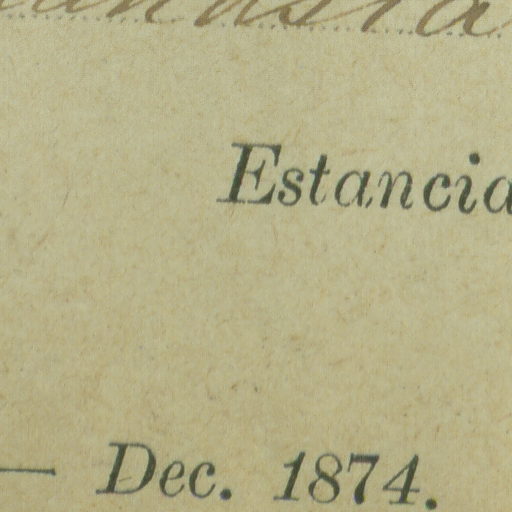 Estancia
— Dec. 1874.